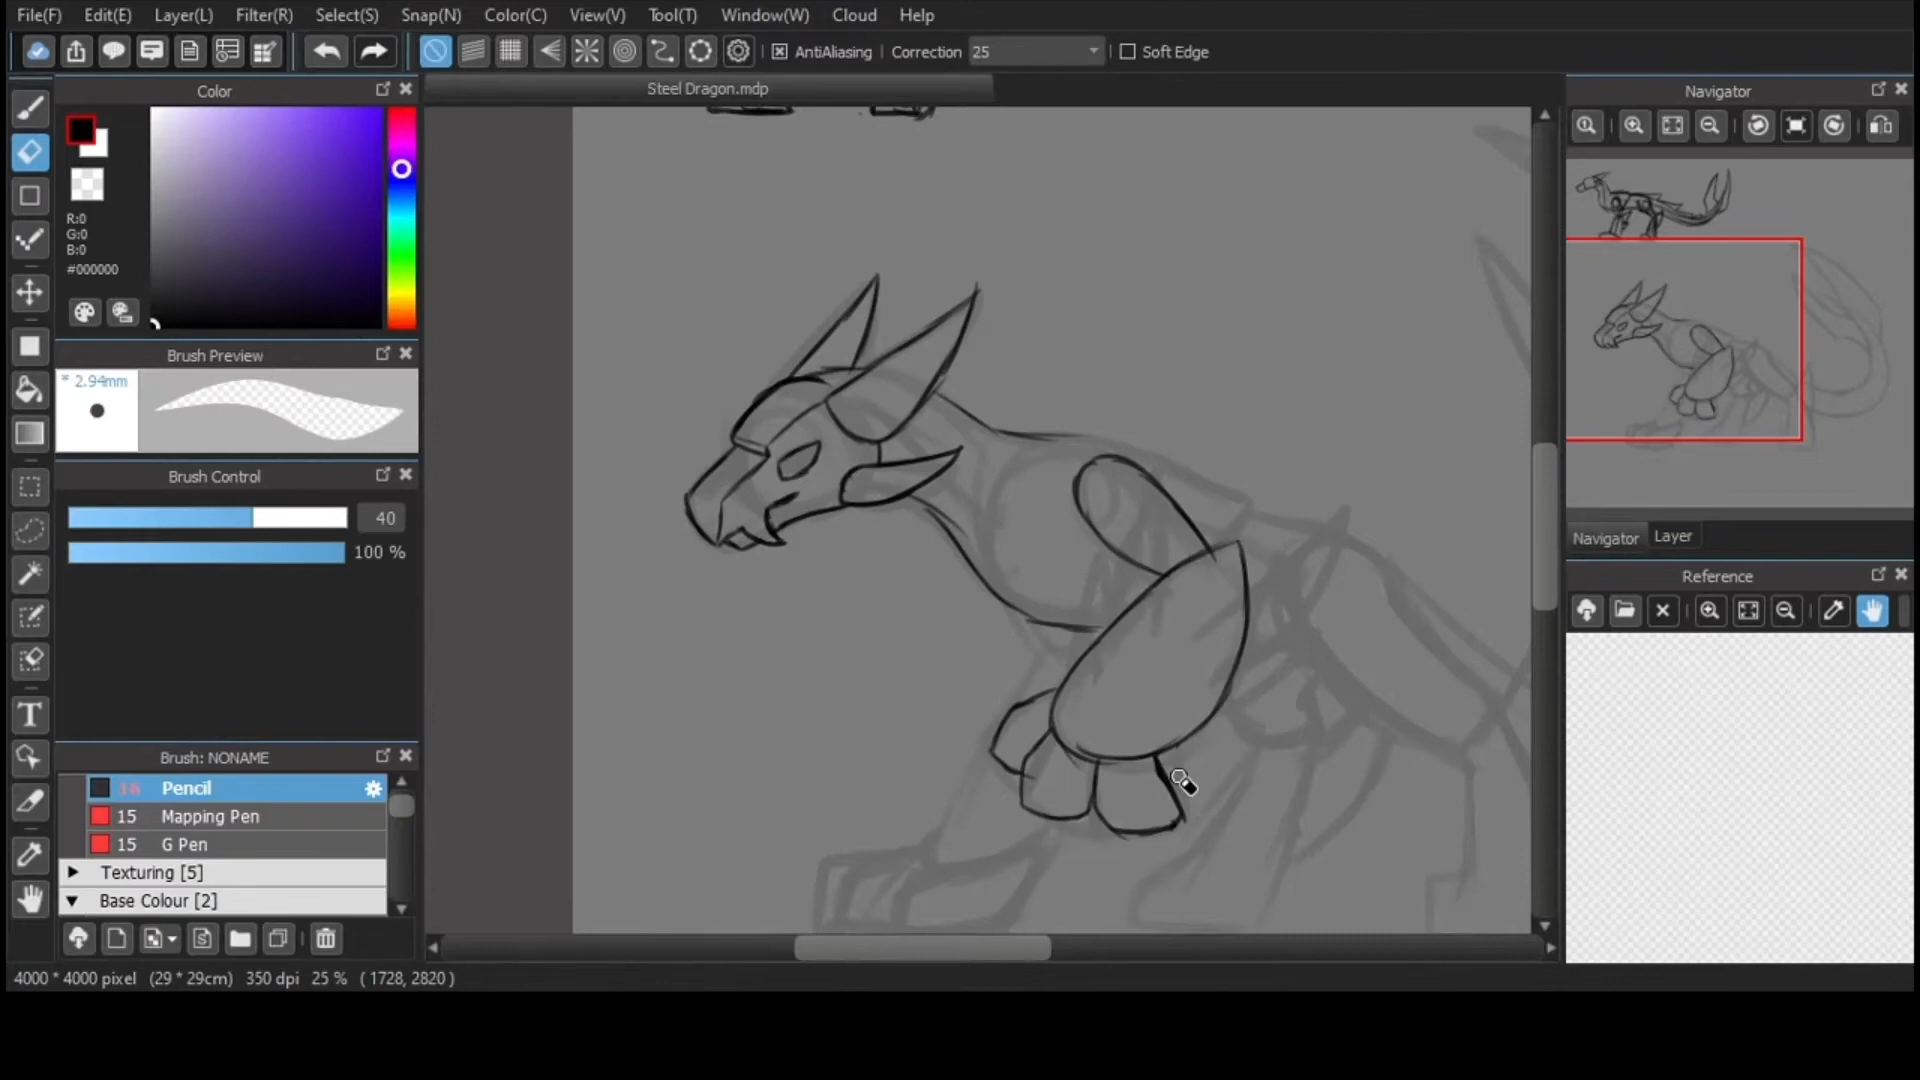 File(F) Edit(E) Layer(L) Filter(R) Select(S) Snap(N) Color(C) View(V) Tool(T) Window(W) Cloud Help
AntiAliasing Correction 25 Soft Edge
Color
Steel Dragon.mdp
Navigator
R:0
G:0
B:0
#000000
Brush Preview
* 2.94mm
Brush Control
40
100 %
Navigator Layer
Reference
Brush: NONAME
Pencil
15 Mapping Pen
15 G Pen
Texturing [5]
Base Colour [2]
4000 * 4000 pixel (29 * 29cm) 350 dpi 25 % ( 1728, 2820 )